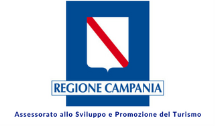 REGIONE CAMPANIA
Assessorato allo Sviluppo e Promozione del Turismo